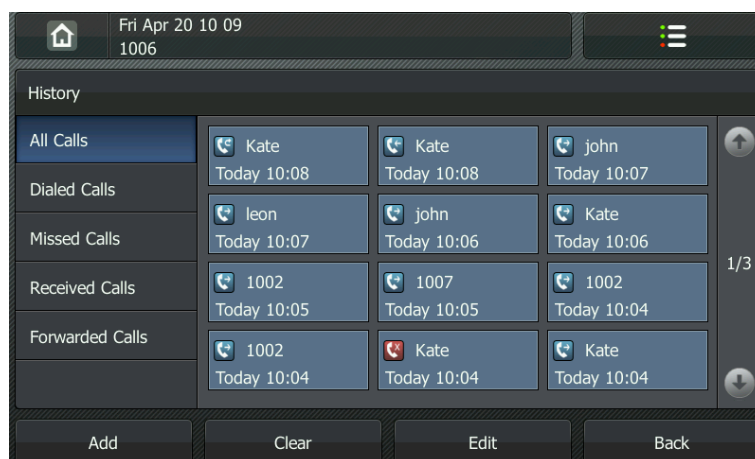 Fri Apr 20 10 09
1006
History
All Calls
Dialed Calls
Missed Calls
Received Calls
Forwarded Calls
Kate Kate john
Today 10:08 Today 10:08 Today 10:07
leon john Kate
Today 10:07 Today 10:06 Today 10:06
1002 1007 1002
Today 10:05 Today 10:05 Today 10:04
1002 Kate Kate
Today 10:04 Today 10:04 Today 10:04
1/3
Add Clear Edit Back